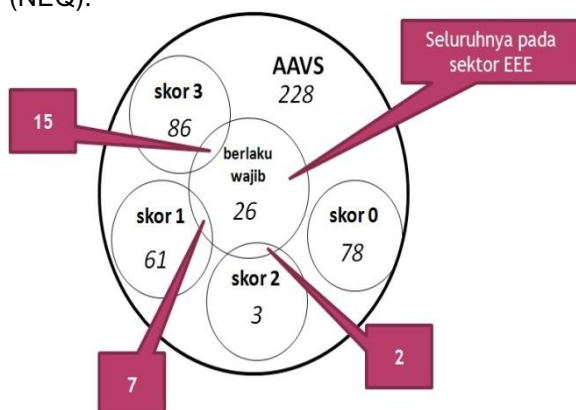 (NEQ).
Seluruhnya pada
sektor EEE
AAVS
228
skor 3
86
15
berlaku
wajib
26
skor 1
61
skor 0
78
skor 2
3
7
2